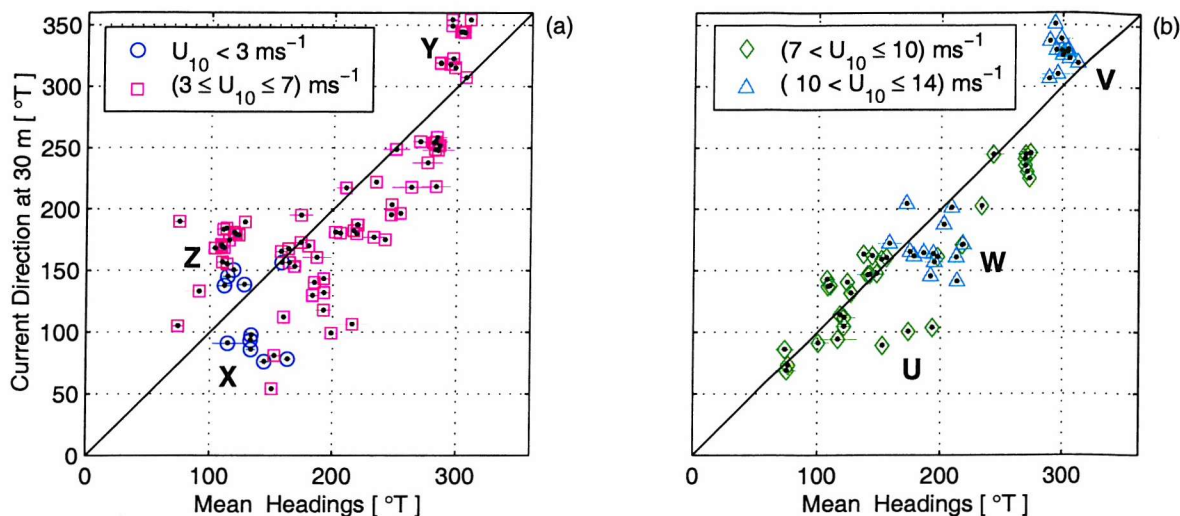 (a)
U10 < 3 ms−1
(3 ≤ U10 ≤ 7) ms−1
Y
Z
X
350
300
250
200
150
100
50
0
0 100 200 300
Current Direction at 30 m [ °T]
Mean Headings [ °T]
(b)
(7 < U10 ≤ 10) ms−1
( 10 < U10 ≤ 14) ms−1
V
W
U
0 100 200 300
Mean Headings [ °T]